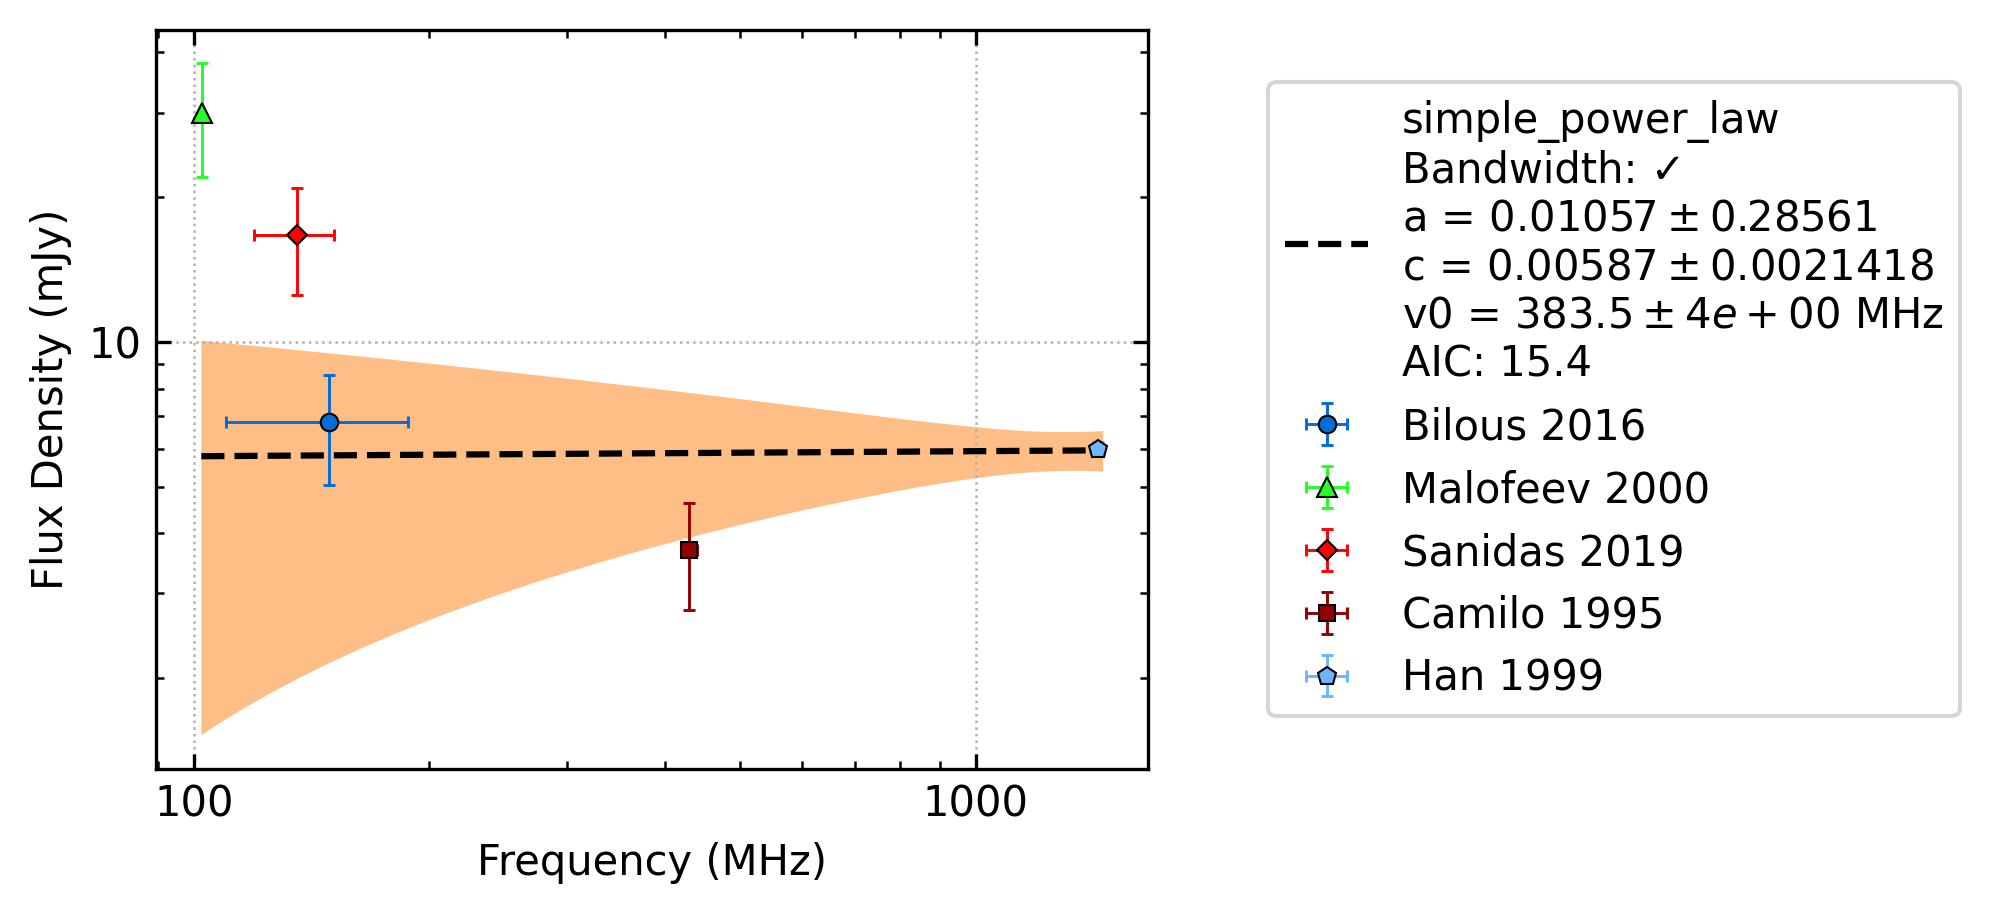 10
100
1000
Flux Density (mJy)
Frequency (MHz)
simple_power_law
Bandwidth: ✓
a = 0.01057 ± 0.28561
c = 0.00587 ± 0.0021418
v0 = 383.5 ± 4e + 00 MHz
AIC: 15.4
Bilous 2016
Malofeev 2000
Sanidas 2019
Camilo 1995
Han 1999